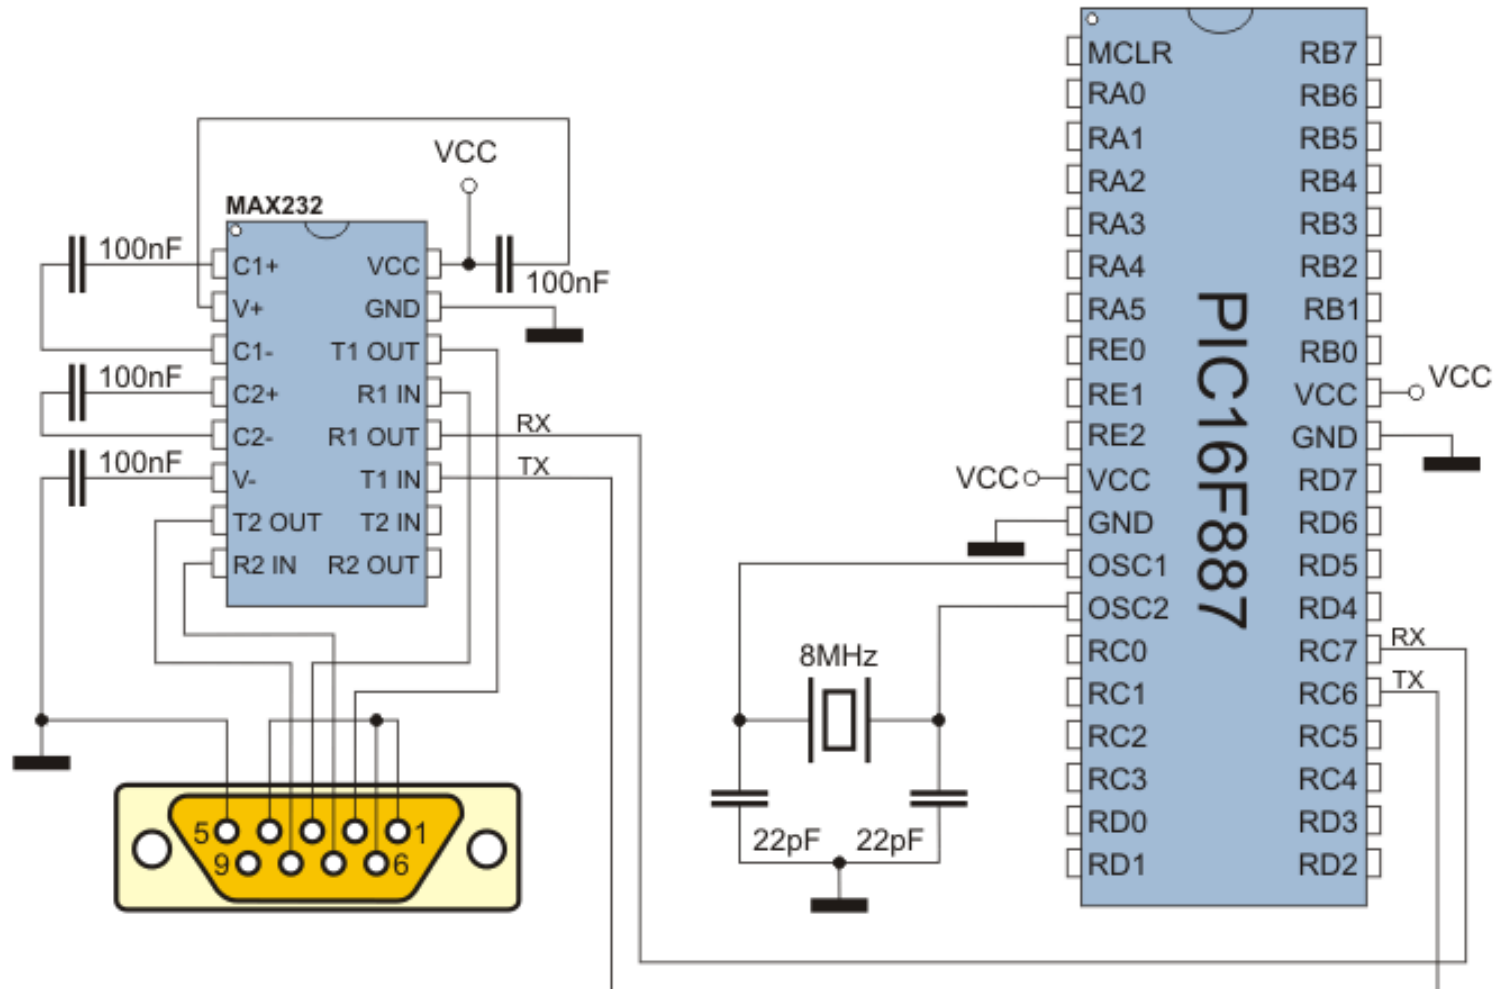 VCC
MAX232
100nF
C1+ VCC
100nF
V+ GND
C1- T1 OUT
100nF
C2+ R1 IN
C2- R1 OUT
RX
100nF
V- T1 IN
TX
T2 OUT T2 IN
R2 IN R2 OUT
5 1
9 6
8MHz
22pF 22pF
PIC16F887
MCLR RB7
RA0 RB6
RA1 RB5
RA2 RB4
RA3 RB3
RA4 RB2
RA5 RB1
RE0 RB0
RE1 VCC VCC
RE2 GND
VCC VCC RD7
GND RD6
OSC1 RD5
OSC2 RD4
RC0 RC7 RX
RC1 RC6 TX
RC2 RC5
RC3 RC4
RD0 RD3
RD1 RD2